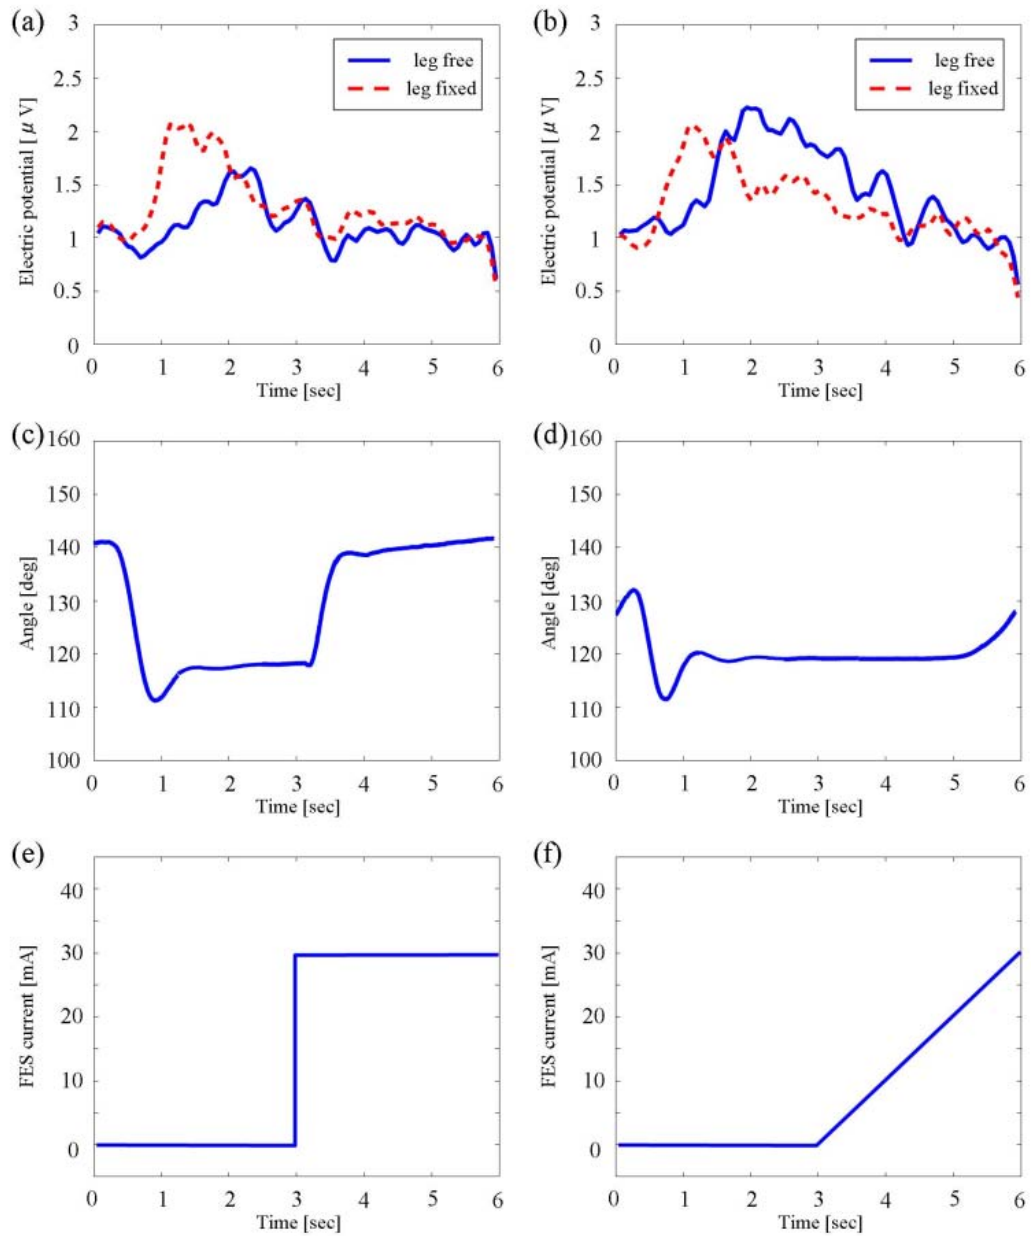 (a)
3
2.5
2
1.5
1
0.5
0
Electric potential [ μ V]
leg free
leg fixed
0 1 2 3 4 5 6
Time [sec]
(b)
3
2.5
2
1.5
1
0.5
0
Electric potential [ μ V]
leg free
leg fixed
0 1 2 3 4 5 6
Time [sec]
(c)
160
150
140
130
120
110
100
Angle [deg]
0 1 2 3 4 5 6
Time [sec]
(d)
160
150
140
130
120
110
100
Angle [deg]
0 1 2 3 4 5 6
Time [sec]
(e)
40
30
20
10
0
FES current [mA]
0 1 2 3 4 5 6
Time [sec]
(f)
40
30
20
10
0
FES current [mA]
0 1 2 3 4 5 6
Time [sec]